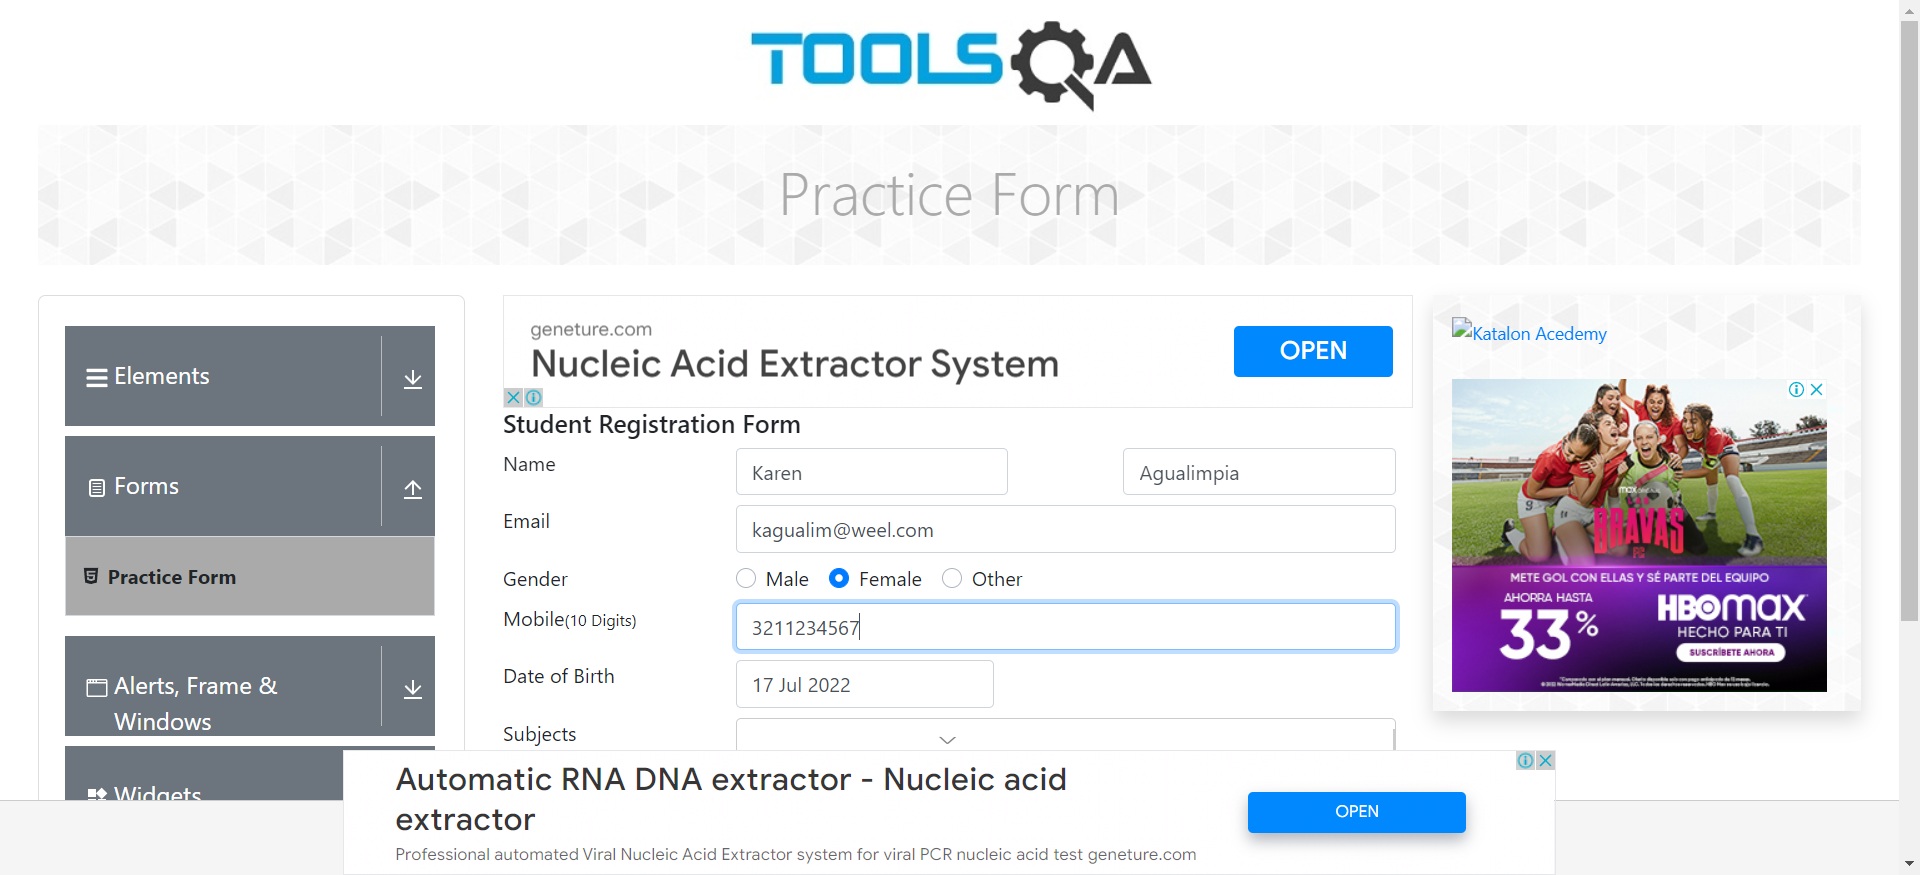 TOOLSQA
Practice Form
Elements
Forms
Practice Form
Alerts, Frame &
Windows
Widgets
geneture.com
Nucleic Acid Extractor System
OPEN
Student Registration Form
Name
Karen
Agualimpia
Email
kagualim@weel.com
Gender
Male
Female
Other
Mobile(10 Digits)
3211234567
Date of Birth
17 Jul 2022
Subjects
Katalon Acedemy
BRAVAS
METE GOL CON ELLAS Y SÉ PARTE DEL EQUIPO
AHORRA HASTA
33%
HBOMAX
HECHO PARA TI
SUSCRÍBETE AHORA
Automatic RNA DNA extractor - Nucleic acid
extractor
Professional automated Viral Nucleic Acid Extractor system for viral PCR nucleic acid test geneture.com
OPEN